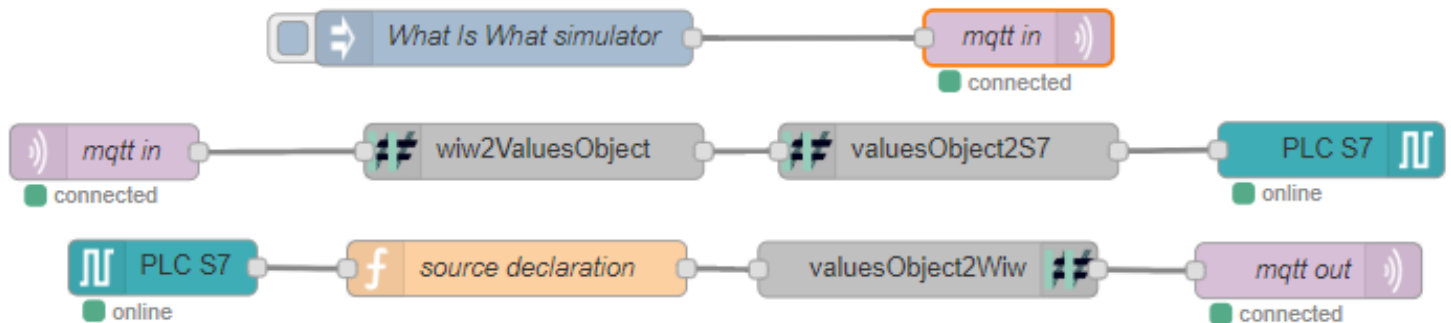 What Is What simulator mqtt in
connected
mqtt in wiw2ValuesObject valuesObject2S7 PLC S7
connected online
PLC S7 source declaration valuesObject2Wiw mqtt out
online connected